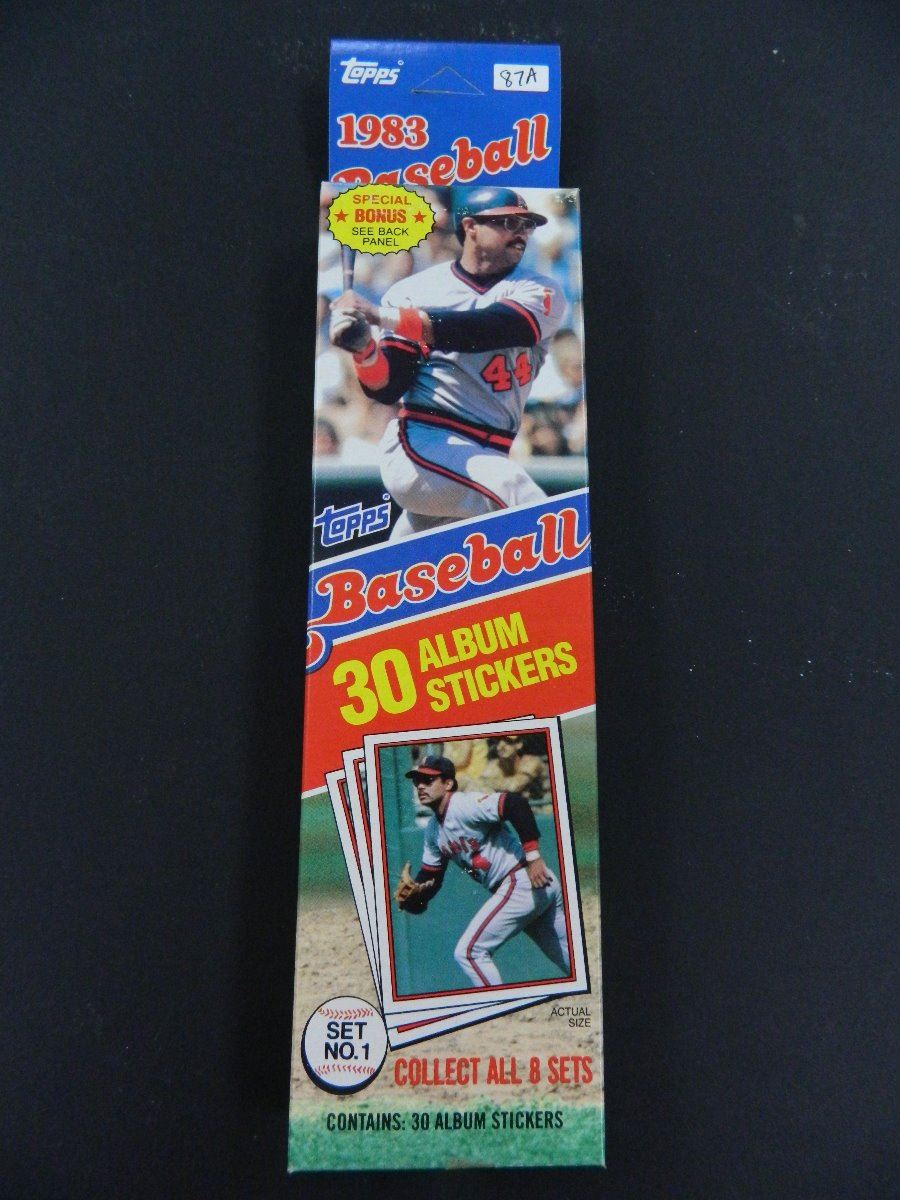 TOPPS
87A
1983
Baseball
SPECIAL
BONUS
SEE BACK
PANEL
44
TOPPS
Baseball
30 ALBUM
STICKERS
ACTUAL
SIZE
SET
NO.1
COLLECT ALL 8 SETS
CONTAINS: 30 ALBUM STICKERS